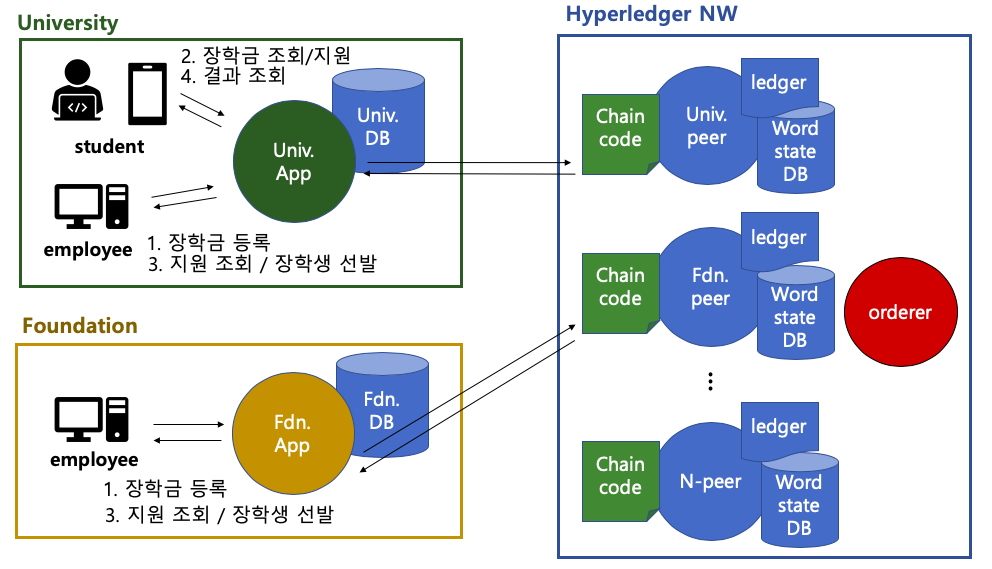 University
2. 장학금 조회/지원
4. 결과 조회
student
Univ.
App
Univ.
DB
employee
1. 장학금 등록
3. 지원 조회 / 장학생 선발
Foundation
employee
Fdn.
App
Fdn.
DB
1. 장학금 등록
3. 지원 조회 / 장학생 선발
Hyperledger NW
Chain
code
Univ.
peer
ledger
Word
state
DB
Chain
code
Fdn.
peer
ledger
Word
state
DB
orderer
Chain
code
N-peer
ledger
Word
state
DB